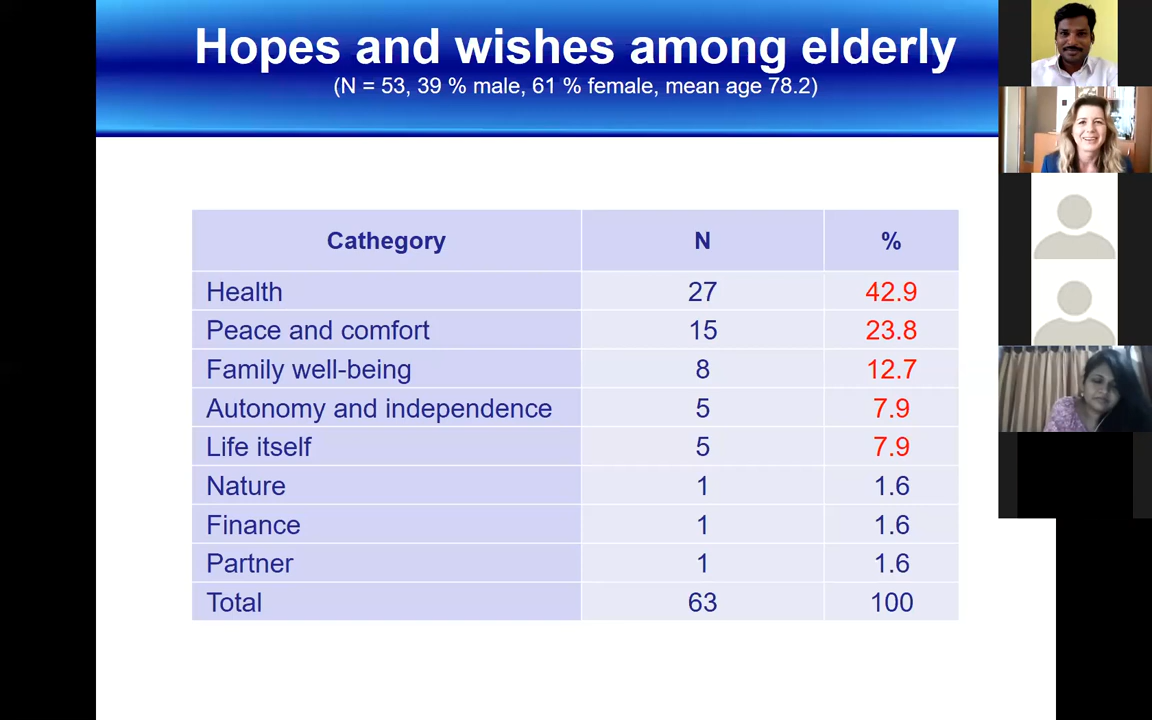 Hopes and wishes among elderly
(N = 53, 39 % male, 61 % female, mean age 78.2)
Cathegory N %
Health 27 42.9
Peace and comfort 15 23.8
Family well-being 8 12.7
Autonomy and independence 5 7.9
Life itself 5 7.9
Nature 1 1.6
Finance 1 1.6
Partner 1 1.6
Total 63 100